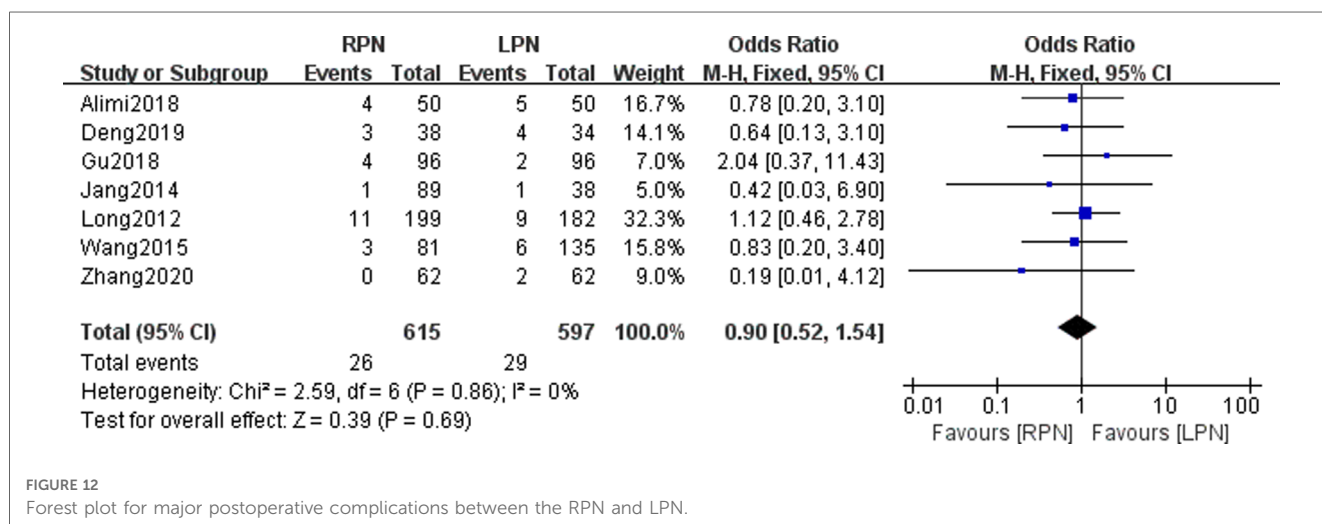 RPN LPN Odds Ratio Odds Ratio
Study or Subgroup Events Total Events Total Weight M-H, Fixed, 95% CI M-H, Fixed, 95% CI
Alimi2018 4 50 5 50 16.7% 0.78 [0.20, 3.10]
Deng2019 3 38 4 34 14.1% 0.64 [0.13, 3.10]
Gu2018 4 96 2 96 7.0% 2.04 [0.37, 11.43]
Jang2014 1 89 1 38 5.0% 0.42 [0.03, 6.90]
Long2012 11 199 9 182 32.3% 1.12 [0.46, 2.78]
Wang2015 3 81 6 135 15.8% 0.83 [0.20, 3.40]
Zhang2020 0 62 2 62 9.0% 0.19 [0.01, 4.12]
Total (95% CI) 615 597 100.0% 0.90 [0.52, 1.54]
Total events 26 29
Heterogeneity: Chi² = 2.59, df = 6 (P = 0.86); I² = 0%
Test for overall effect: Z = 0.39 (P = 0.69)
0.01 0.1 1 10 100
Favours [RPN] Favours [LPN]
FIGURE 12
Forest plot for major postoperative complications between the RPN and LPN.